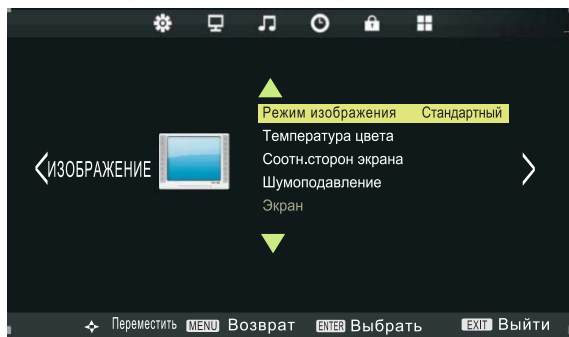 Режим изображения Стандартный
Температура цвета
Соотн.сторон экрана
ИЗОБРАЖЕНИЕ
Шумоподавление
Экран
Переместить MENU Возврат ENTER Выбрать EXIT Выйти